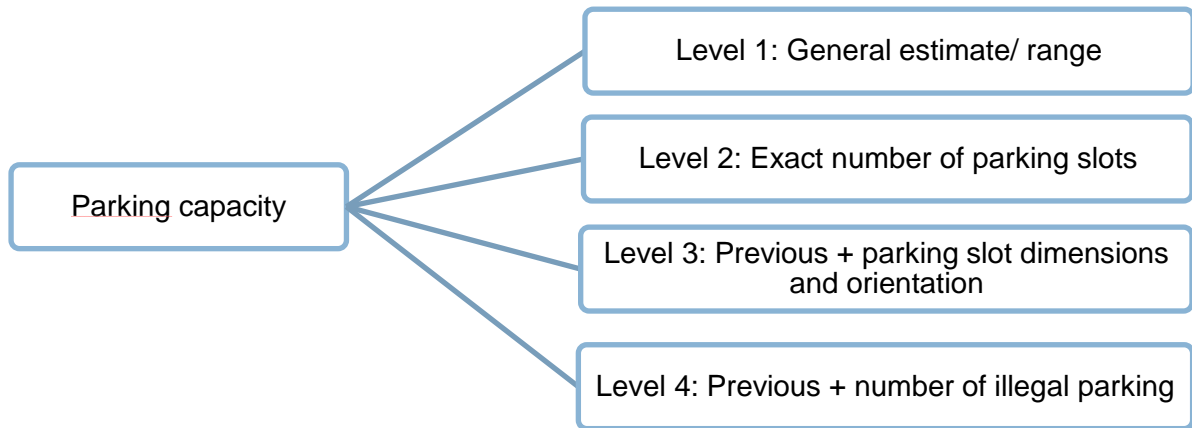 Level 1: General estimate/ range
Level 2: Exact number of parking slots
Parking capacity
Level 3: Previous + parking slot dimensions
and orientation
Level 4: Previous + number of illegal parking